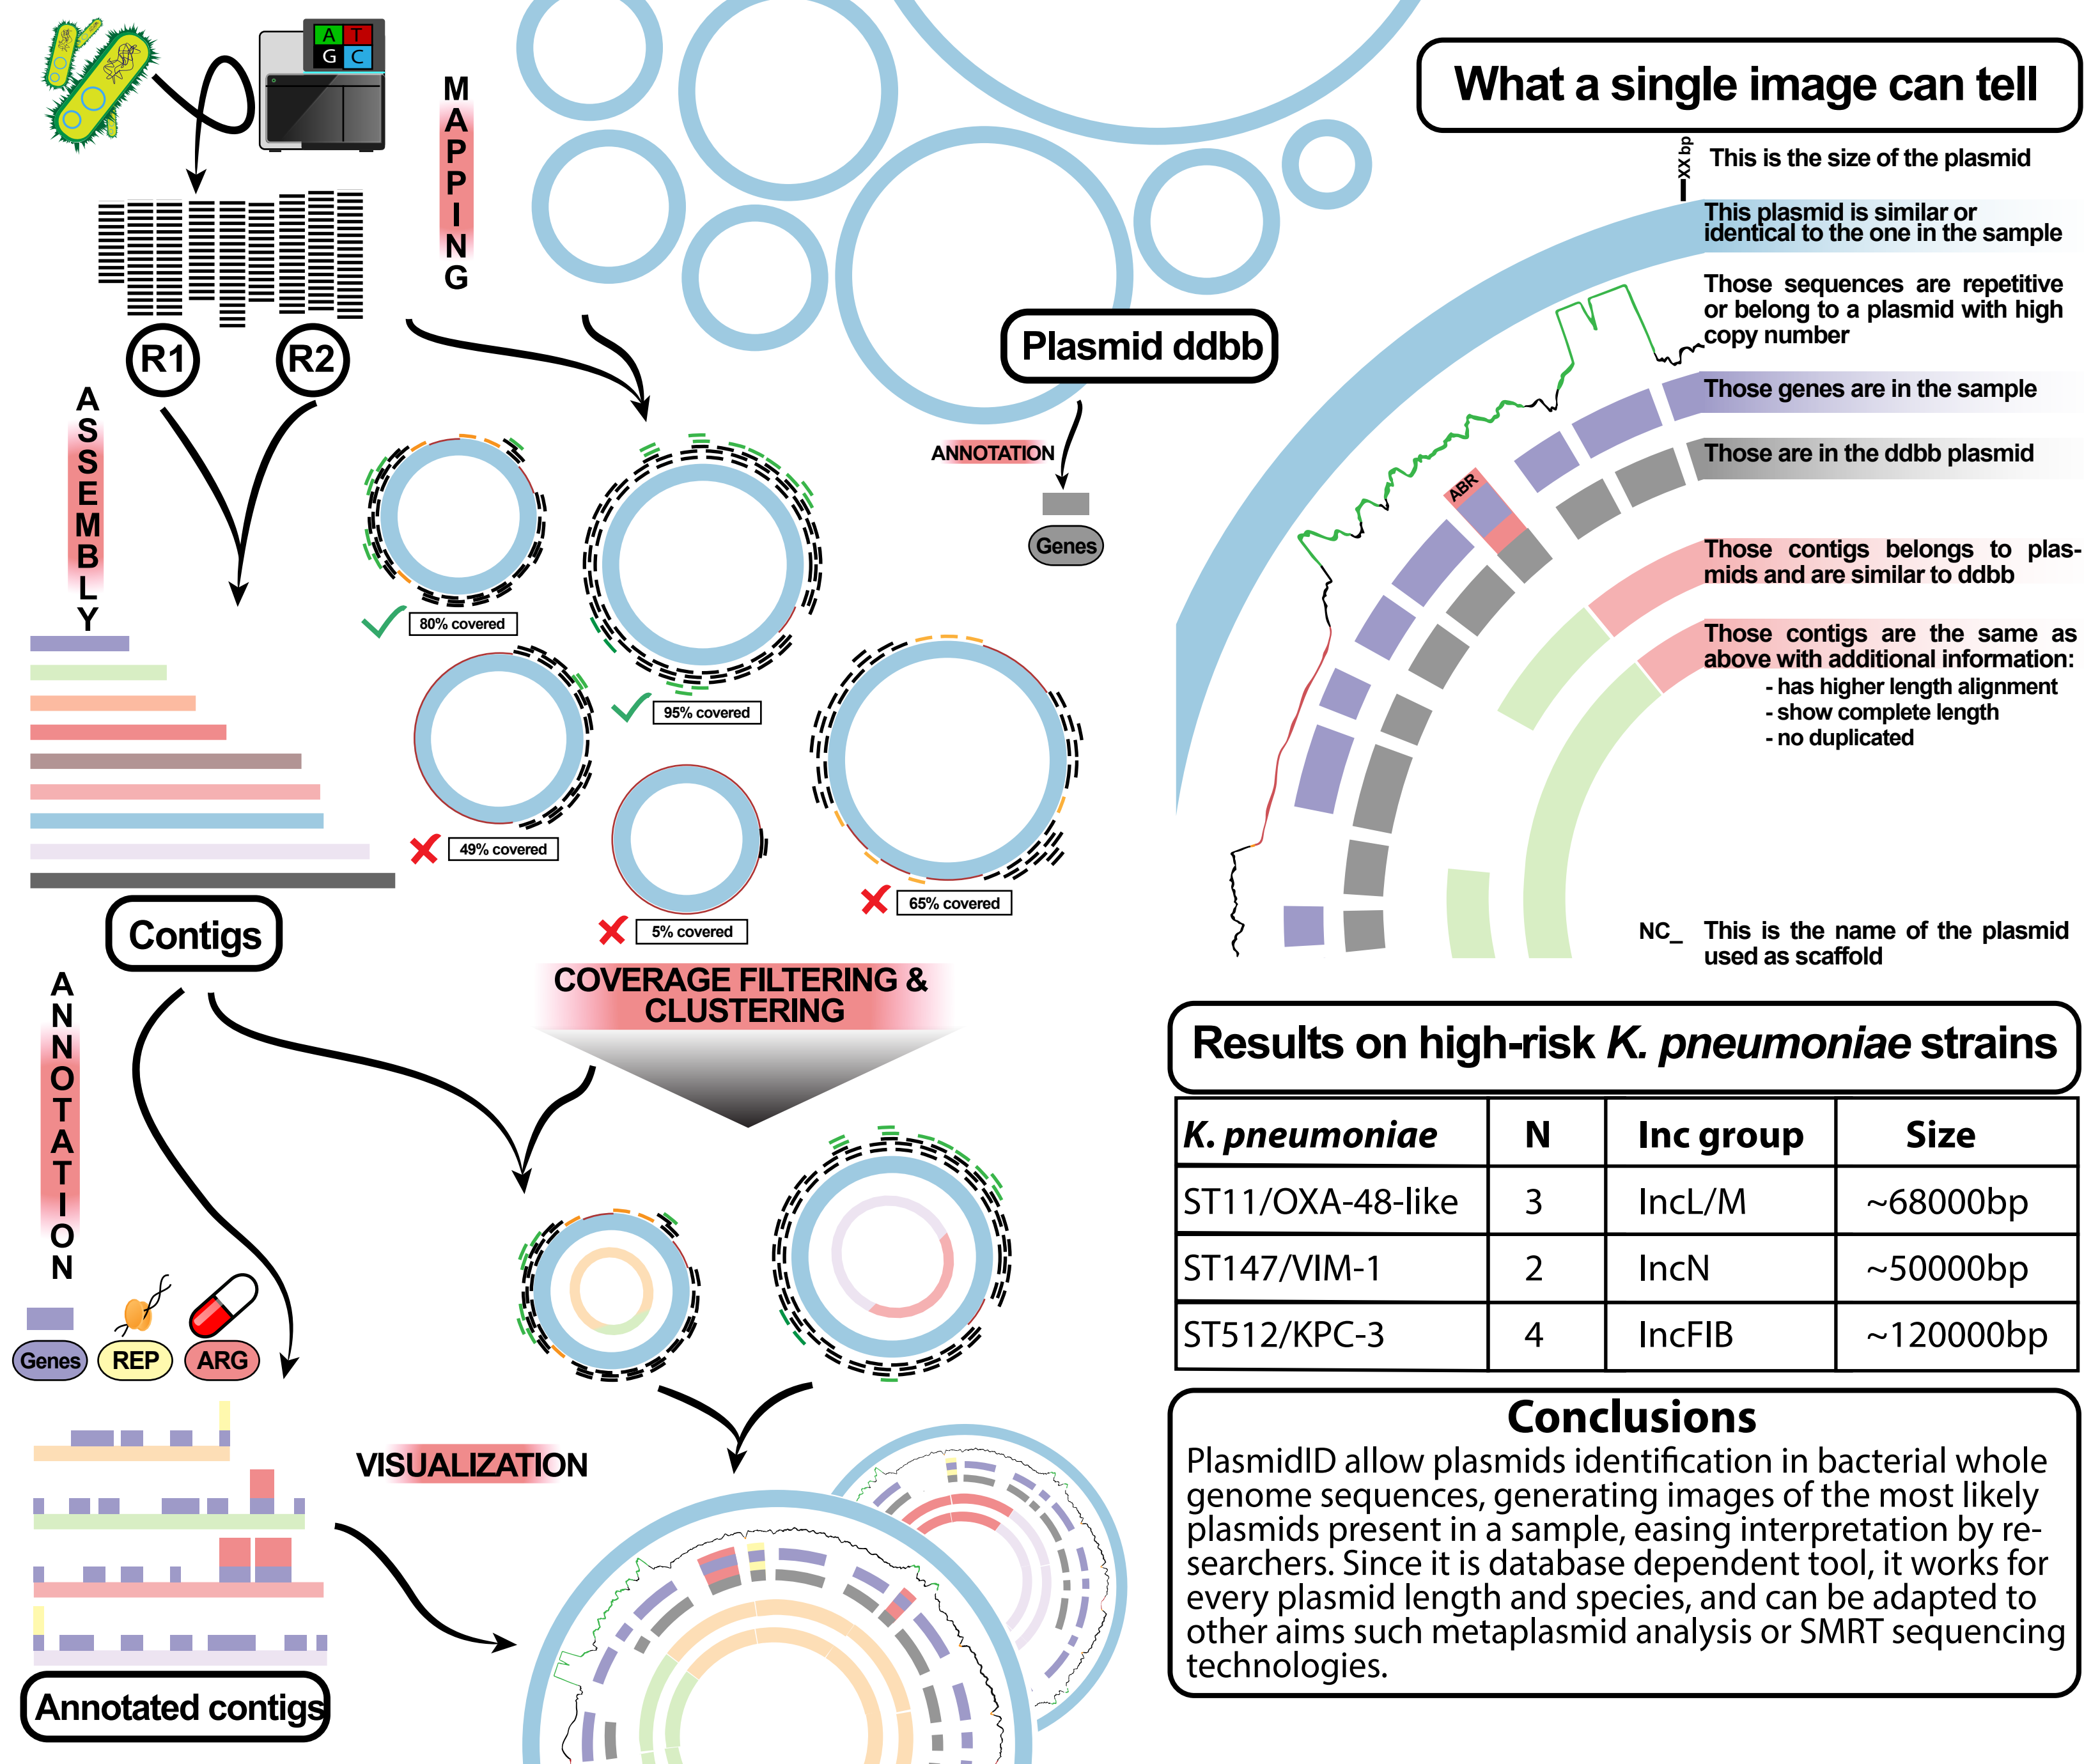 A T
G C
MAPPING
R1
R2
ASSEMBLY
Plasmid ddbb
ANNOTATION
Genes
80% covered
95% covered
49% covered
5% covered
65% covered
Contigs
COVERAGE FILTERING &
CLUSTERING
ANNOTATION
Genes
REP
ARG
VISUALIZATION
Annotated contigs
What a single image can tell
XX bp
This is the size of the plasmid
This plasmid is similar or
identical to the one in the sample
Those sequences are repetitive
or belong to a plasmid with high
copy number
Those genes are in the sample
Those are in the ddbb plasmid
ABR
Those contigs belongs to plas-
mids and are similar to ddbb
Those contigs are the same as
above with additional information:
- has higher length alignment
- show complete length
- no duplicated
NC_ This is the name of the plasmid
used as scaffold
Results on high-risk K. pneumoniae strains
K. pneumoniae N Inc group Size
ST11/OXA-48-like 3 IncL/M ~68000bp
ST147/VIM-1 2 IncN ~50000bp
ST512/KPC-3 4 IncFIB ~120000bp
Conclusions
PlasmidID allow plasmids identification in bacterial whole
genome sequences, generating images of the most likely
plasmids present in a sample, easing interpretation by re-
searchers. Since it is database dependent tool, it works for
every plasmid length and species, and can be adapted to
other aims such metaplasmid analysis or SMRT sequencing
technologies.